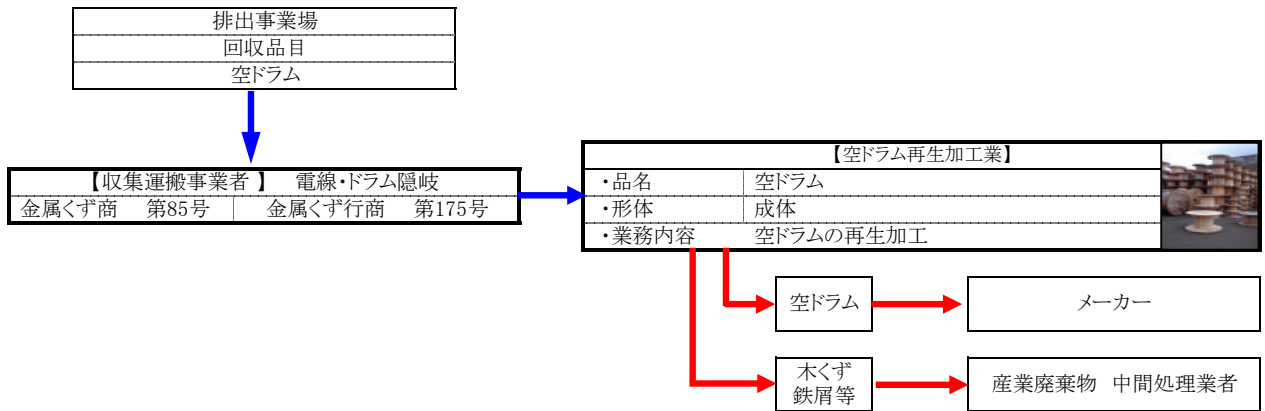 排出事業場
回収品目
空ドラム
【収集運搬事業者 】　電線・ドラム隠岐
金属くず商　第85号　金属くず行商　第175号
【空ドラム再生加工業】
・品名　空ドラム
・形体　成体
・業務内容　空ドラムの再生加工
空ドラム
メーカー
木くず
鉄屑等
産業廃棄物　中間処理業者